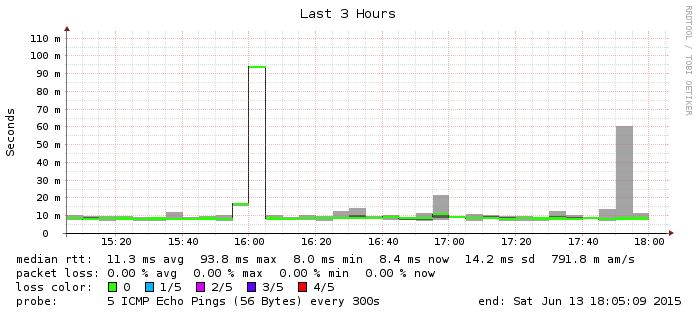 Last 3 Hours
RRDTOOL / TOBI OETIKER
Seconds
110 m
100 m
90 m
80 m
70 m
60 m
50 m
40 m
30 m
20 m
10 m
0
15:20 15:40 16:00 16:20 16:40 17:00 17:20 17:40 18:00
median rtt: 11.3 ms avg 93.8 ms max 8.0 ms min 8.4 ms now 14.2 ms sd 791.8 m am/s
packet loss: 0.00 % avg 0.00 % max 0.00 % min 0.00 % now
loss color: 0 1/5 2/5 3/5 4/5
probe: 5 ICMP Echo Pings (56 Bytes) every 300s end: Sat Jun 13 18:05:09 2015